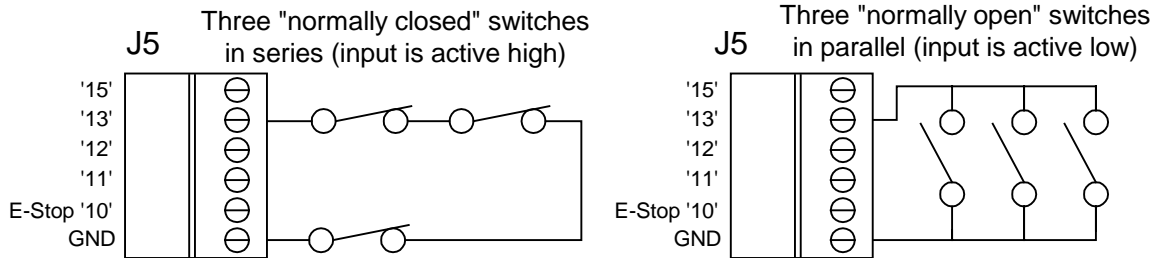 Three "normally closed" switches
in series (input is active high)
J5
'15'
'13'
'12'
'11'
E-Stop '10'
GND
Three "normally open" switches
in parallel (input is active low)
J5
'15'
'13'
'12'
'11'
E-Stop '10'
GND